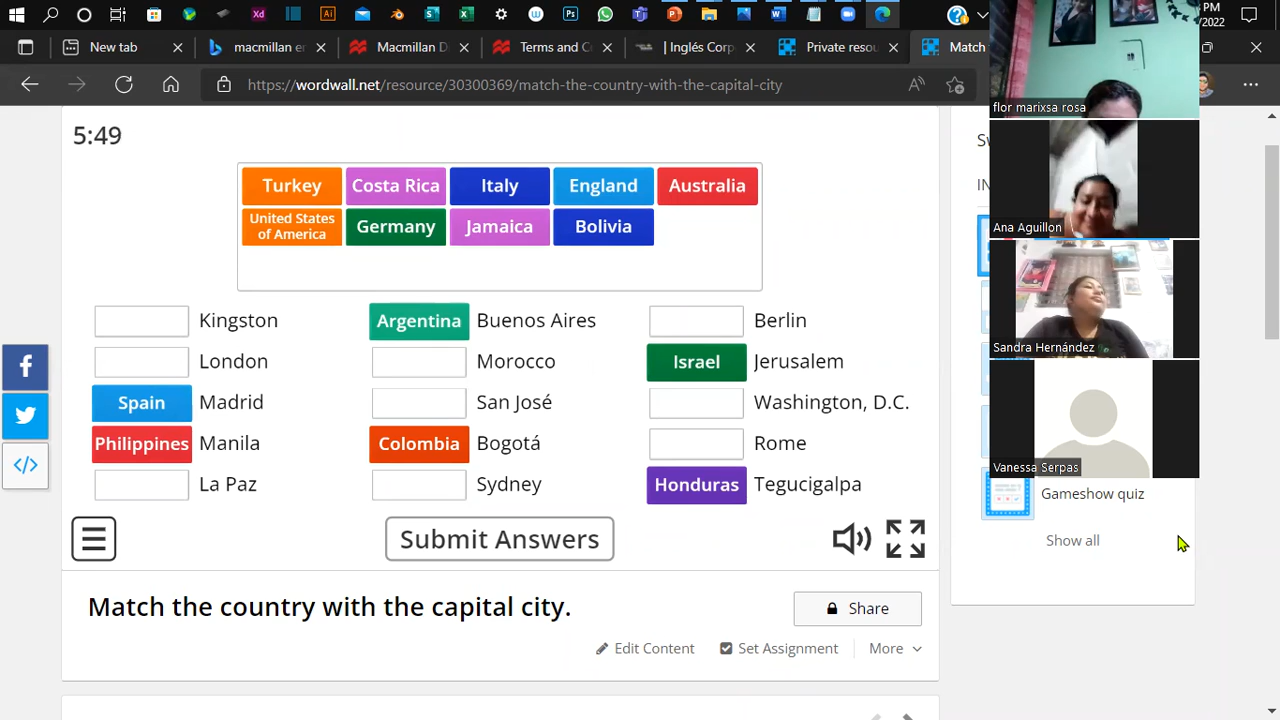 PM
2022
New tab
macmillan er
Macmillan D
Terms and Co
| Inglés Corp
Private resou
Match
https://wordwall.net/resource/30300369/match-the-country-with-the-capital-city
5:49
Turkey
Costa Rica
Italy
England
Australia
United States
of America
Germany
Jamaica
Bolivia
Kingston
Argentina
Buenos Aires
Berlin
London
Morocco
Israel
Jerusalem
Spain
Madrid
San José
Washington, D.C.
Philippines
Manila
Colombia
Bogotá
Rome
La Paz
Sydney
Honduras
Tegucigalpa
Submit Answers
Match the country with the capital city.
Share
Edit Content
Set Assignment
More
flor marixsa rosa
Ana Aguillon
Sandra Hernández
Vanessa Serpas
Gameshow quiz
Show all